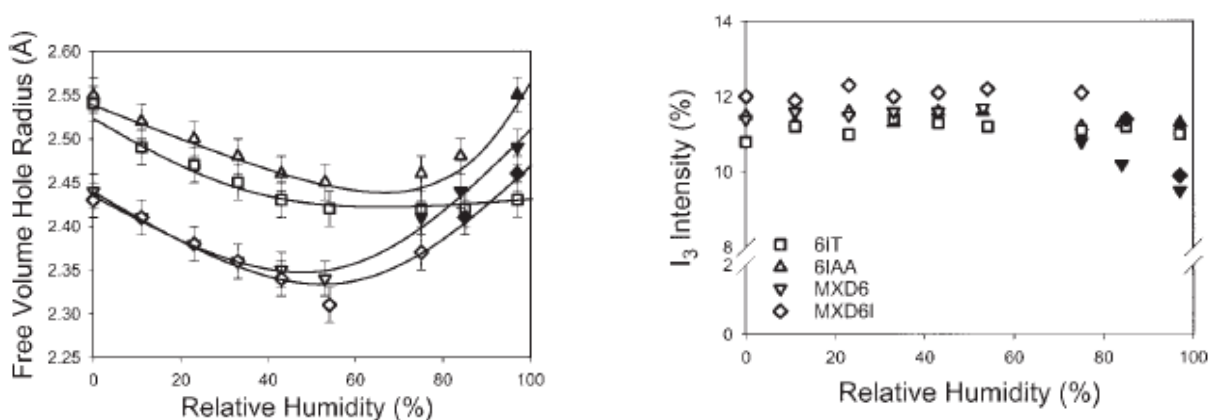 Free Volume Hole Radius (Å)
2.60
2.55
2.50
2.45
2.40
2.35
2.30
2.25
0 20 40 60 80 100
Relative Humidity (%)
I3 Intensity (%)
14
12
10
8
2
0
6IT
6IAA
MXD6
MXD6I
0 20 40 60 80 100
Relative Humidity (%)